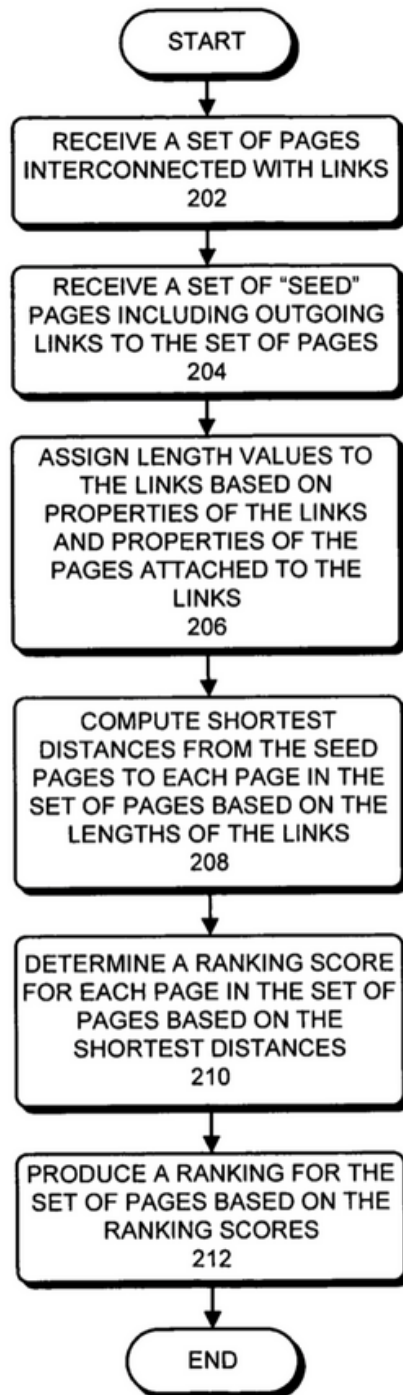 START
RECEIVE A SET OF PAGES
INTERCONNECTED WITH LINKS
202
RECEIVE A SET OF “SEED”
PAGES INCLUDING OUTGOING
LINKS TO THE SET OF PAGES
204
ASSIGN LENGTH VALUES TO
THE LINKS BASED ON
PROPERTIES OF THE LINKS
AND PROPERTIES OF THE
PAGES ATTACHED TO THE
LINKS
206
COMPUTE SHORTEST
DISTANCES FROM THE SEED
PAGES TO EACH PAGE IN THE
SET OF PAGES BASED ON THE
LENGTHS OF THE LINKS
208
DETERMINE A RANKING SCORE
FOR EACH PAGE IN THE SET OF
PAGES BASED ON THE
SHORTEST DISTANCES
210
PRODUCE A RANKING FOR THE
SET OF PAGES BASED ON THE
RANKING SCORES
212
END